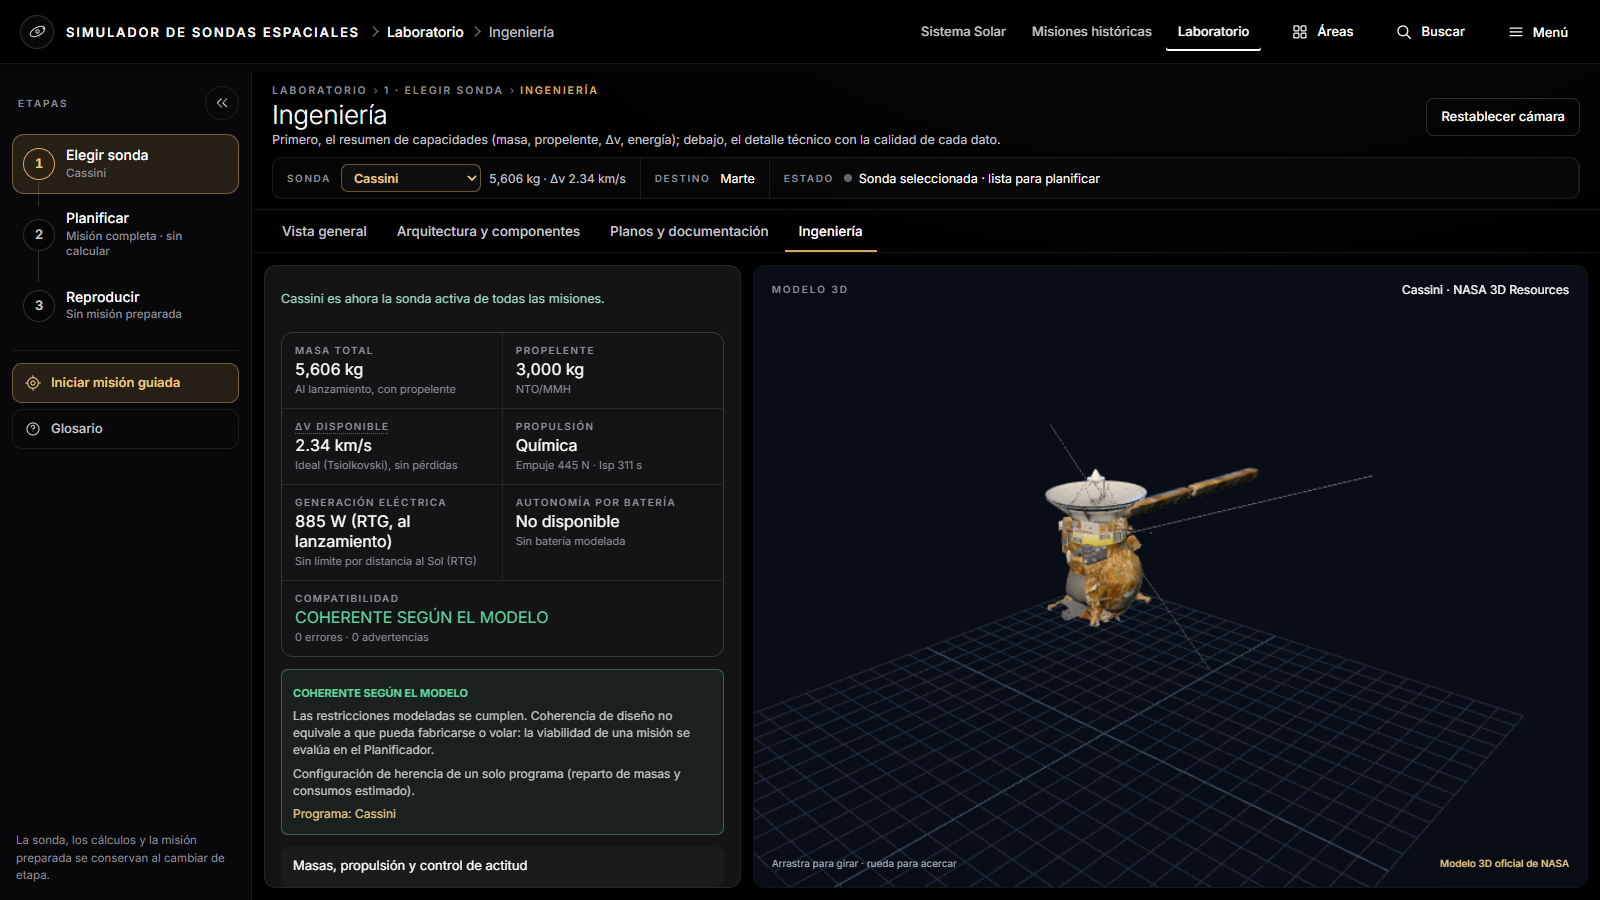 SIMULADOR DE SONDAS ESPACIALES
Laboratorio
Ingeniería
Sistema Solar
Misiones históricas
Laboratorio
Áreas
Buscar
Menú
ETAPAS
1
Elegir sonda
Cassini
2
Planificar
Misión completa · sin
calcular
3
Reproducir
Sin misión preparada
Iniciar misión guiada
Glosario
La sonda, los cálculos y la misión
preparada se conservan al cambiar de
etapa.
LABORATORIO › 1 · ELEGIR SONDA › INGENIERÍA
Ingeniería
Primero, el resumen de capacidades (masa, propelente, Δv, energía); debajo, el detalle técnico con la calidad de cada dato.
Restablecer cámara
SONDA
Cassini
5,606 kg · Δv 2.34 km/s
DESTINO
Marte
ESTADO
Sonda seleccionada · lista para planificar
Vista general
Arquitectura y componentes
Planos y documentación
Ingeniería
Cassini es ahora la sonda activa de todas las misiones.
MASA TOTAL
5,606 kg
Al lanzamiento, con propelente
PROPELENTE
3,000 kg
NTO/MMH
ΔV DISPONIBLE
2.34 km/s
Ideal (Tsiolkovski), sin pérdidas
PROPULSIÓN
Química
Empuje 445 N · Isp 311 s
GENERACIÓN ELÉCTRICA
885 W (RTG, al
lanzamiento)
Sin límite por distancia al Sol (RTG)
AUTONOMÍA POR BATERÍA
No disponible
Sin batería modelada
COMPATIBILIDAD
COHERENTE SEGÚN EL MODELO
0 errores · 0 advertencias
COHERENTE SEGÚN EL MODELO
Las restricciones modeladas se cumplen. Coherencia de diseño no
equivale a que pueda fabricarse o volar: la viabilidad de una misión se
evalúa en el Planificador.
Configuración de herencia de un solo programa (reparto de masas y
consumos estimado).
Programa: Cassini
Masas, propulsión y control de actitud
MODELO 3D
Cassini · NASA 3D Resources
Arrastra para girar · rueda para acercar
Modelo 3D oficial de NASA